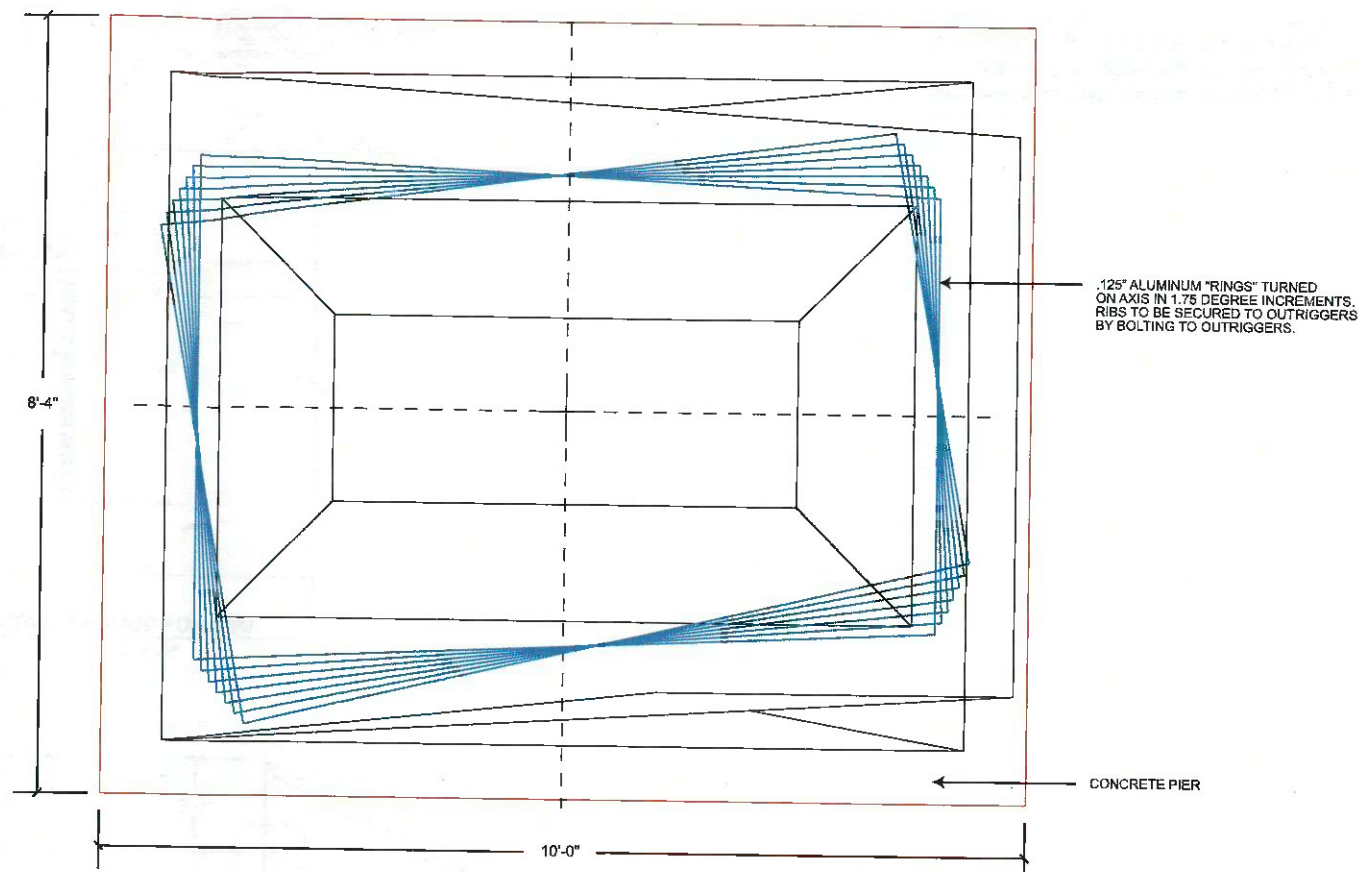 .125" ALUMINUM "RINGS" TURNED
ON AXIS IN 1.75 DEGREE INCREMENTS.
RIBS TO BE SECURED TO OUTRIGGERS
BY BOLTING TO OUTRIGGERS.
8'-4"
CONCRETE PIER
10'-0"